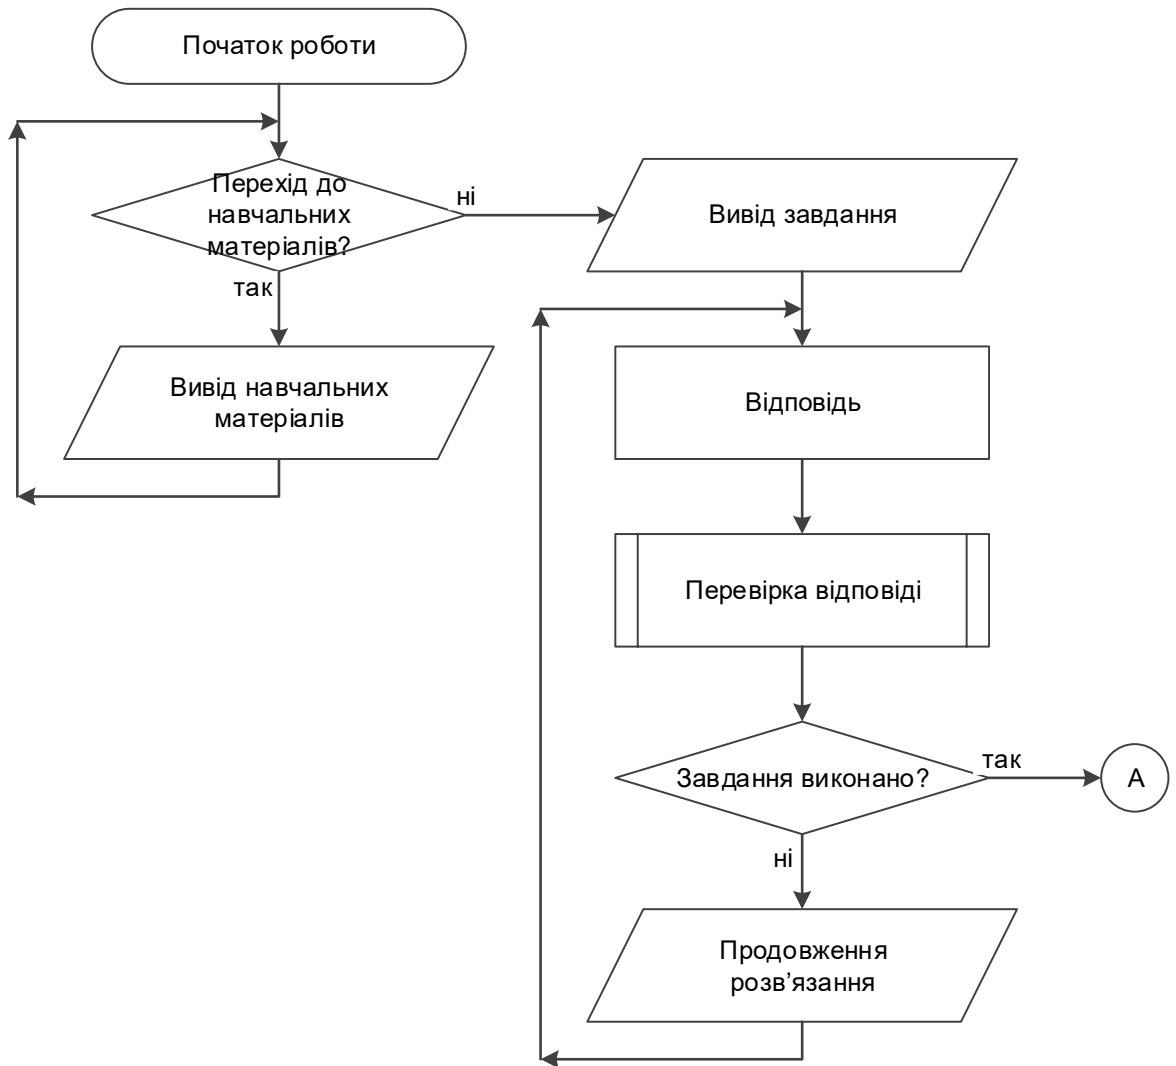 Початок роботи
Перехід до
навчальних
матеріалів?
ні
так
Вивід навчальних
матеріалів
Вивід завдання
Відповідь
Перевірка відповіді
Завдання виконано?
так
А
ні
Продовження
розв’язання